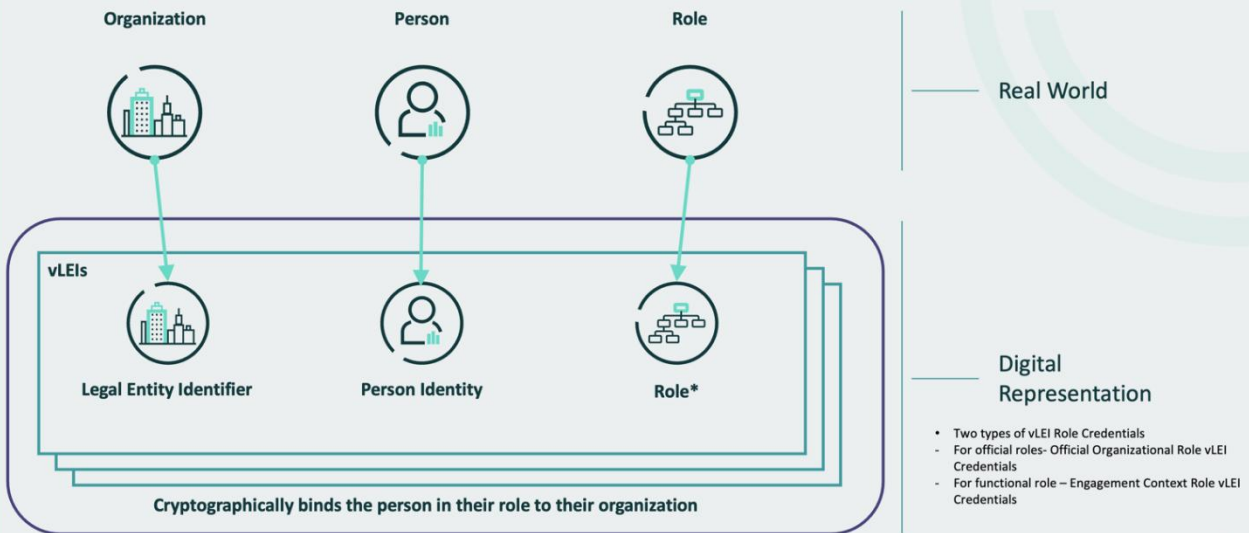 Organization
Person
Role
Real World
vLEIs
Legal Entity Identifier
Person Identity
Role*
Cryptographically binds the person in their role to their organization
Digital
Representation
• Two types of vLEI Role Credentials
- For official roles- Official Organizational Role vLEI
Credentials
- For functional role – Engagement Context Role vLEI
Credentials